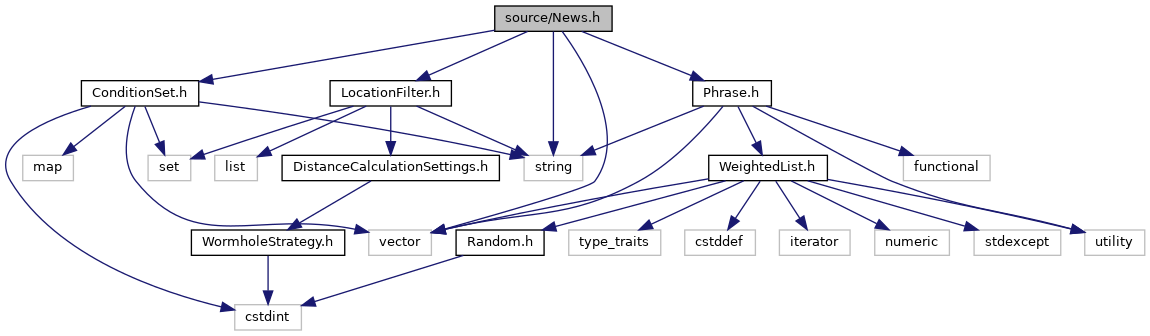 source/News.h
ConditionSet.h
LocationFilter.h
Phrase.h
map
set
list
DistanceCalculationSettings.h
string
WeightedList.h
functional
WormholeStrategy.h
vector
Random.h
type_traits
cstddef
iterator
numeric
stdexcept
utility
cstdint